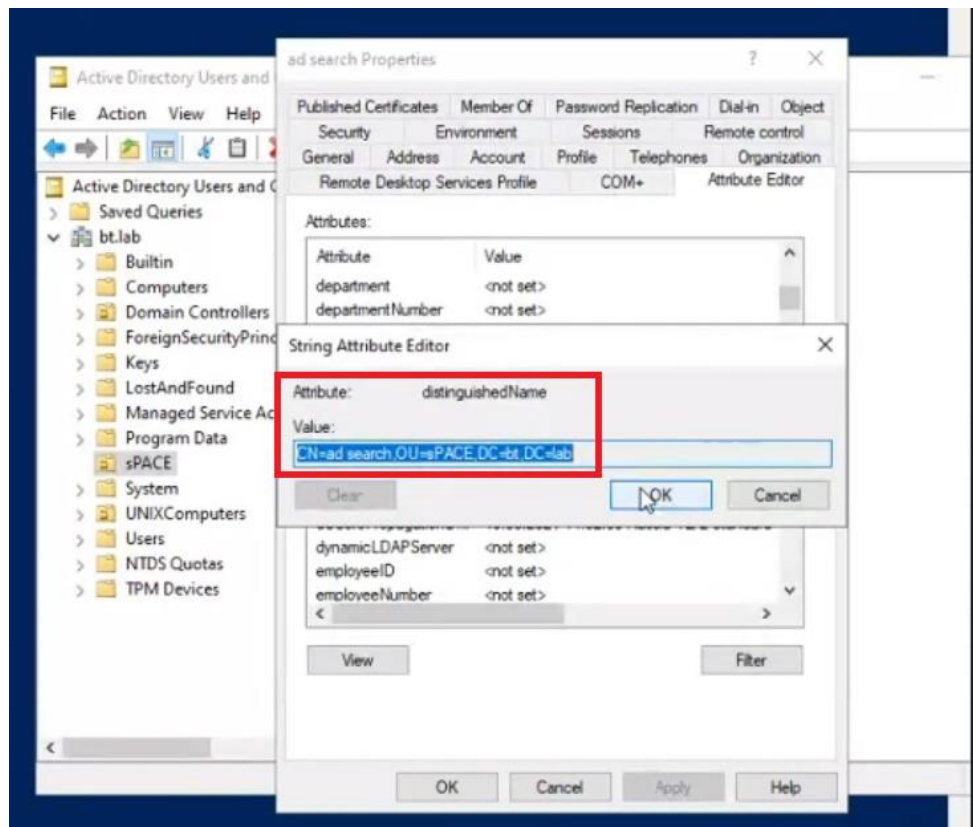 ad search Properties
?
Active Directory Users and
File Action View Help
Published Certificates Member Of Password Replication Dial-in Object
Security Environment Sessions Remote control
General Address Account Profile Telephones Organization
Remote Desktop Services Profile COM+ Attribute Editor
Active Directory Users and C
Saved Queries
bt.lab
Builtin
Computers
Domain Controllers
ForeignSecurityPrinc
Keys
LostAndFound
Managed Service Ac
Program Data
sPACE
System
UNIXComputers
Users
NTDS Quotas
TPM Devices
Attributes:
Attribute Value
department <not set>
departmentNumber <not set>
String Attribute Editor
Attribute: distinguishedName
Value:
CN=ad search,OU=sPACE,DC=bt,DC=lab
Clear OK Cancel
dynamicLDAPServer <not set>
employeeID <not set>
employeeNumber <not set>
View Filter
OK Cancel Apply Help